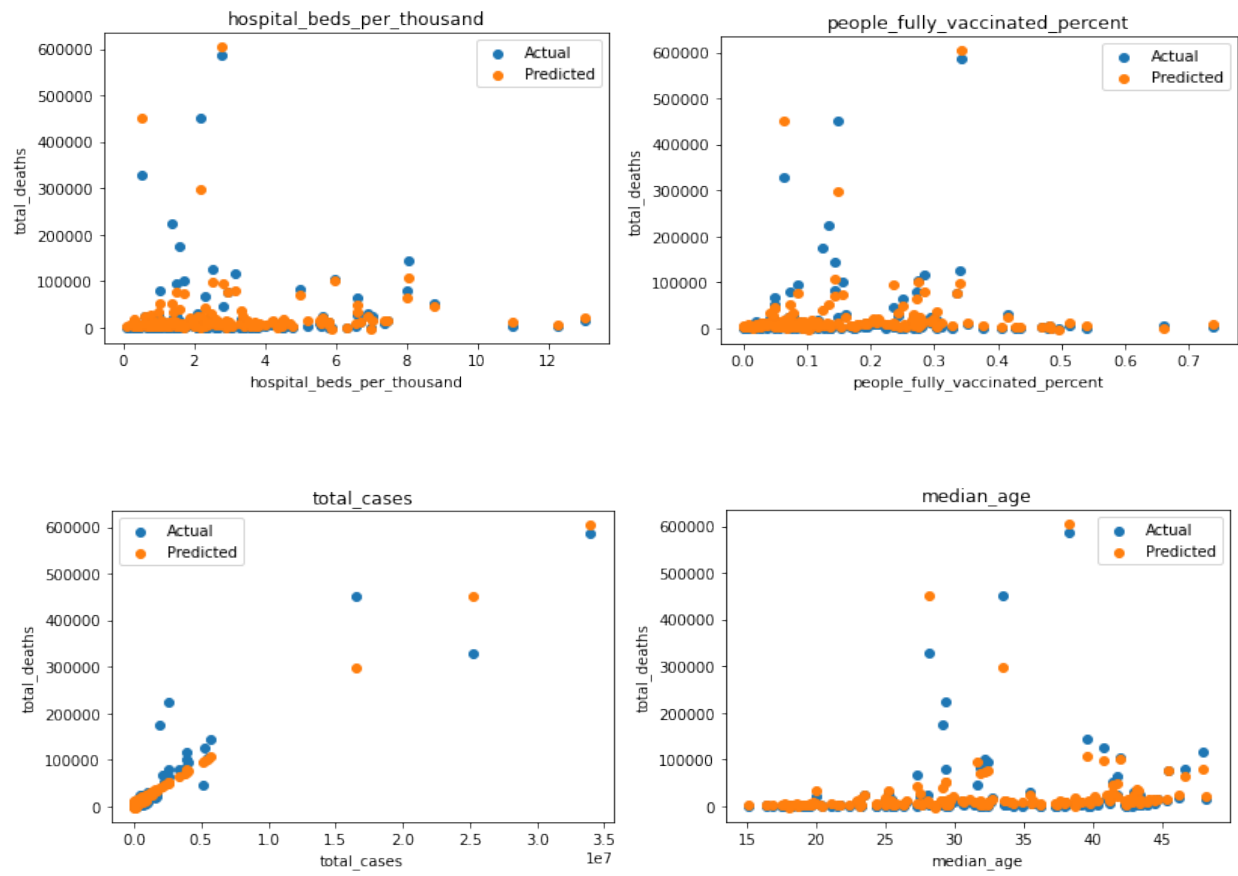 hospital_beds_per_thousand
600000
500000
400000
300000
200000
100000
0
total_deaths
Actual
Predicted
0 2 4 6 8 10 12
hospital_beds_per_thousand
people_fully_vaccinated_percent
600000
500000
400000
300000
200000
100000
0
total_deaths
Actual
Predicted
0.0 0.1 0.2 0.3 0.4 0.5 0.6 0.7
people_fully_vaccinated_percent
total_cases
600000
500000
400000
300000
200000
100000
0
total_deaths
Actual
Predicted
0.0 0.5 1.0 1.5 2.0 2.5 3.0 3.5
1e7
total_cases
median_age
600000
500000
400000
300000
200000
100000
0
total_deaths
Actual
Predicted
15 20 25 30 35 40 45
median_age